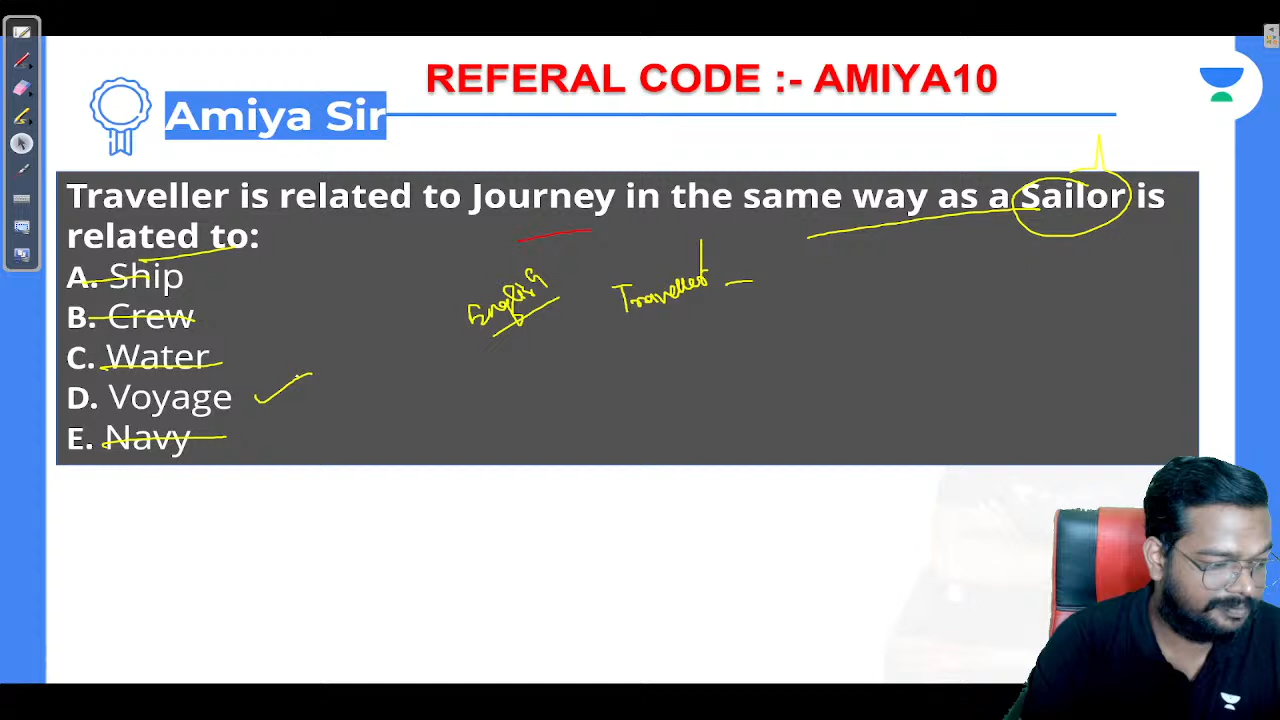 REFERAL CODE :- AMIYA10
Amiya Sir
Traveller is related to Journey in the same way as a Sailor is
related to:
A. Ship
B. Crew
C. Water
D. Voyage
E. Navy
English
Traveller —